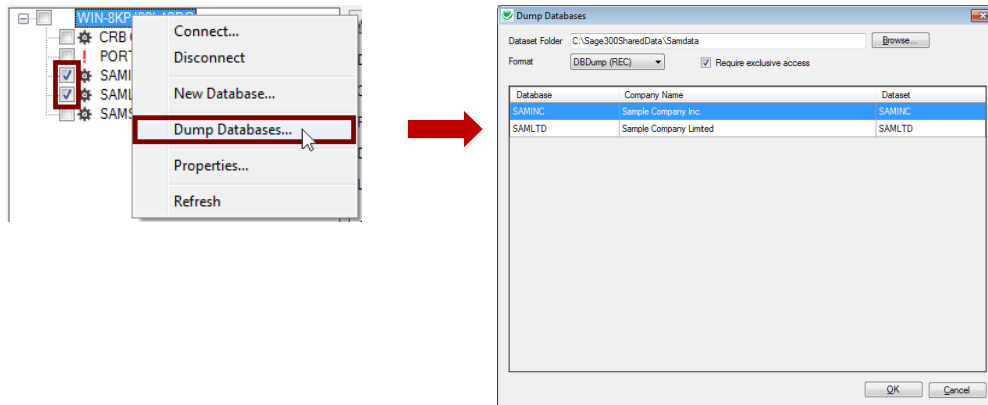 WIN-8KP
CRB
PORT
SAMI
SAML
SAMS
Connect...
Disconnect
New Database...
Dump Databases...
Properties...
Refresh
Dump Databases
Dataset Folder C:\Sage300SharedData\Samdata Browse...
Format DBDump (REC) Require exclusive access
Database Company Name Dataset
SAMINC Sample Company Inc. SAMINC
SAMLTD Sample Company Limited SAMLTD
OK Cancel